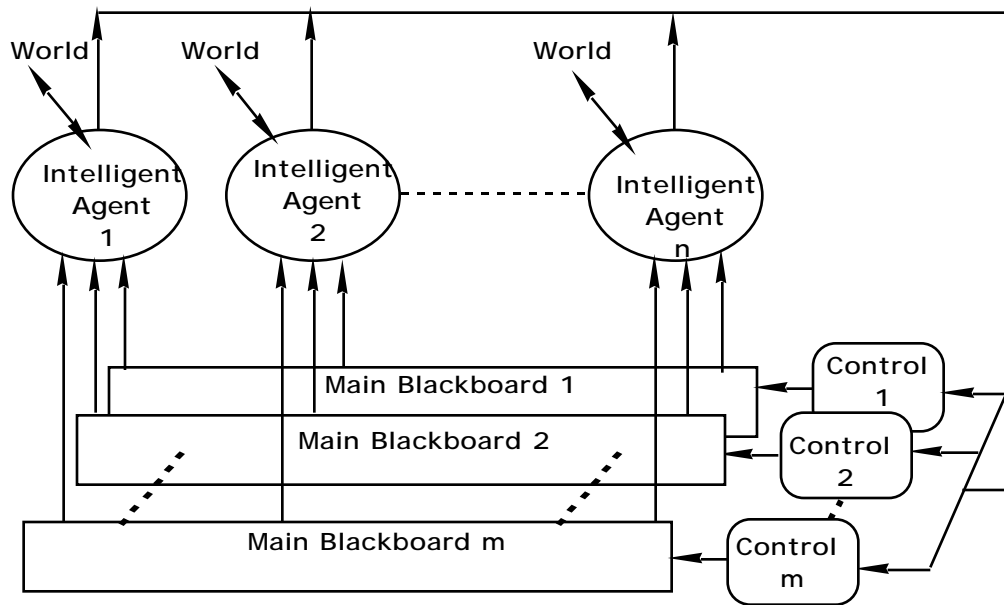 World
World
World
Intelligent
Agent
1
Intelligent
Agent
2
Intelligent
Agent
n
Main Blackboard 1
Control
1
Main Blackboard 2
Control
2
Main Blackboard m
Control
m